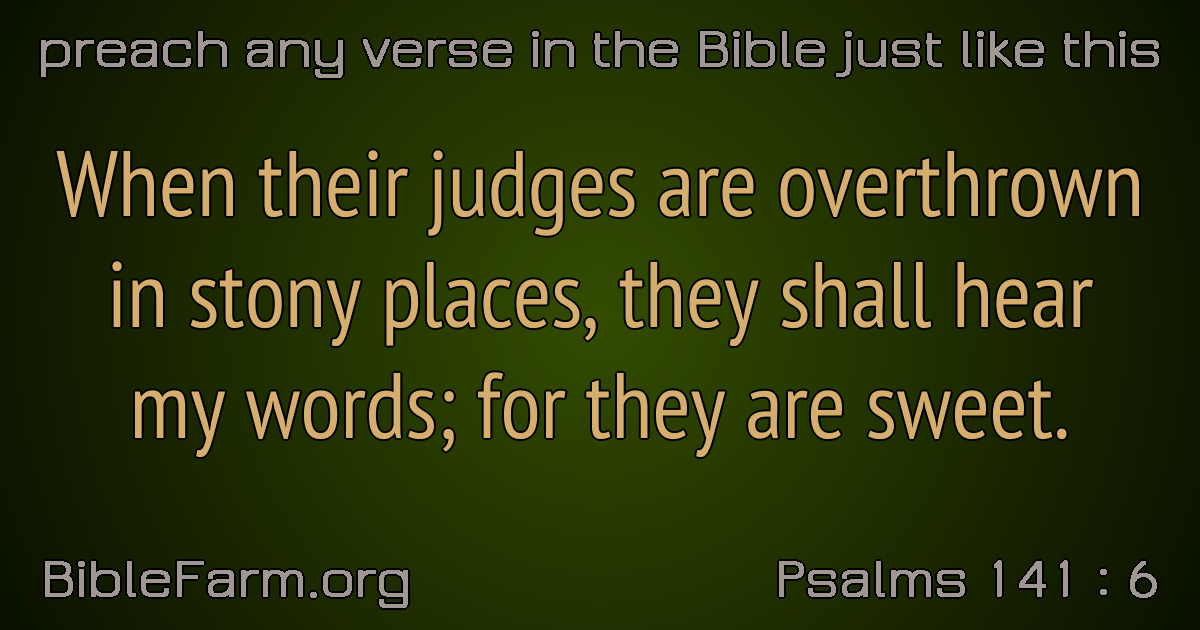 preach any verse in the Bible just like this
When their judges are overthrown
in stony places, they shall hear
my words; for they are sweet.
BibleFarm.org
Psalms 141 : 6